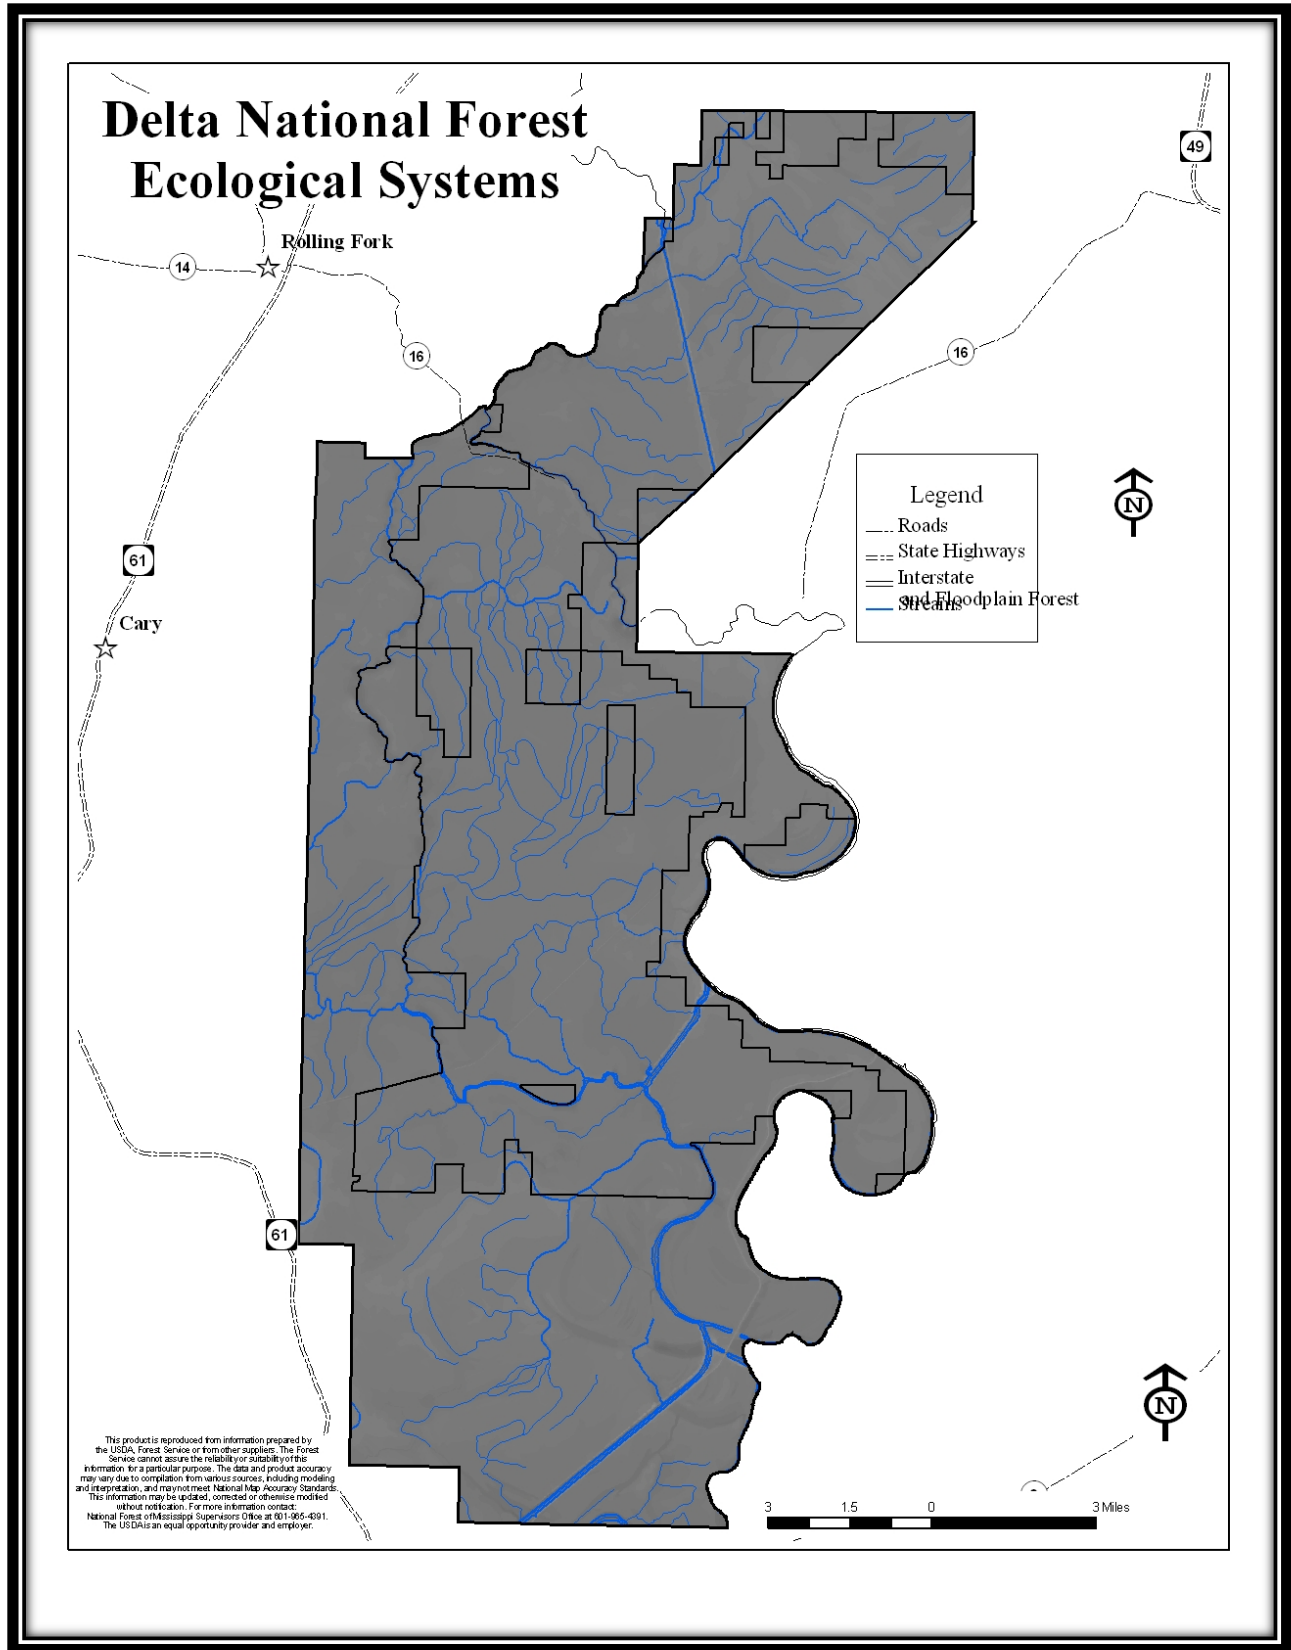 Delta National Forest
Ecological Systems
49
Rolling Fork
14
16
16
Legend
Roads
State Highways
Interstate
and Floodplain Forest
Streams
N
61
Cary
61
N
This product is reproduced from information prepared by
the USDA, Forest Service or from other suppliers. The Forest
Service cannot assure the reliability or suitability of this
information for a particular purpose. The data and product accuracy
may vary due to compilation from various sources, including modeling
and interpretation, and may not meet National Map Accuracy Standards.
This information may be updated, corrected or otherwise modified
without notification. For more information contact:
National Forest of Mississippi Supervisors Office at 601-965-4391.
The USDA is an equal opportunity provider and employer.
3 1.5 0 3 Miles